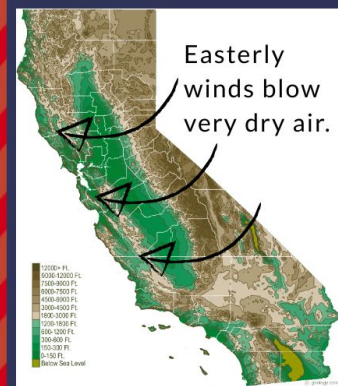 Easterly
winds blow
very dry air.
12000+ Ft.
9000-12000 Ft.
7500-9000 Ft.
6000-7500 Ft.
4500-6000 Ft.
3000-4500 Ft.
1800-3000 Ft.
1200-1800 Ft.
600-1200 Ft.
300-600 Ft.
150-300 Ft.
0-150 Ft.
Below Sea Level
© geology.com